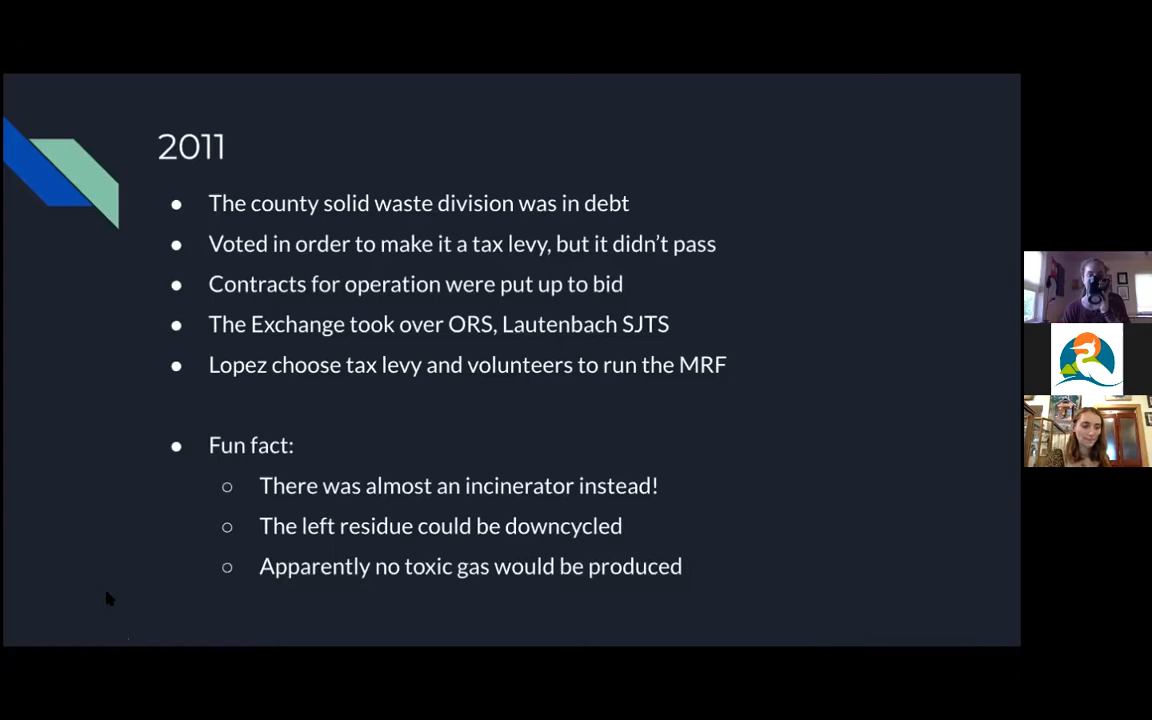 2011
● The county solid waste division was in debt
● Voted in order to make it a tax levy, but it didn’t pass
● Contracts for operation were put up to bid
● The Exchange took over ORS, Lautenbach SJTS
● Lopez choose tax levy and volunteers to run the MRF
● Fun fact:
○ There was almost an incinerator instead!
○ The left residue could be downcycled
○ Apparently no toxic gas would be produced